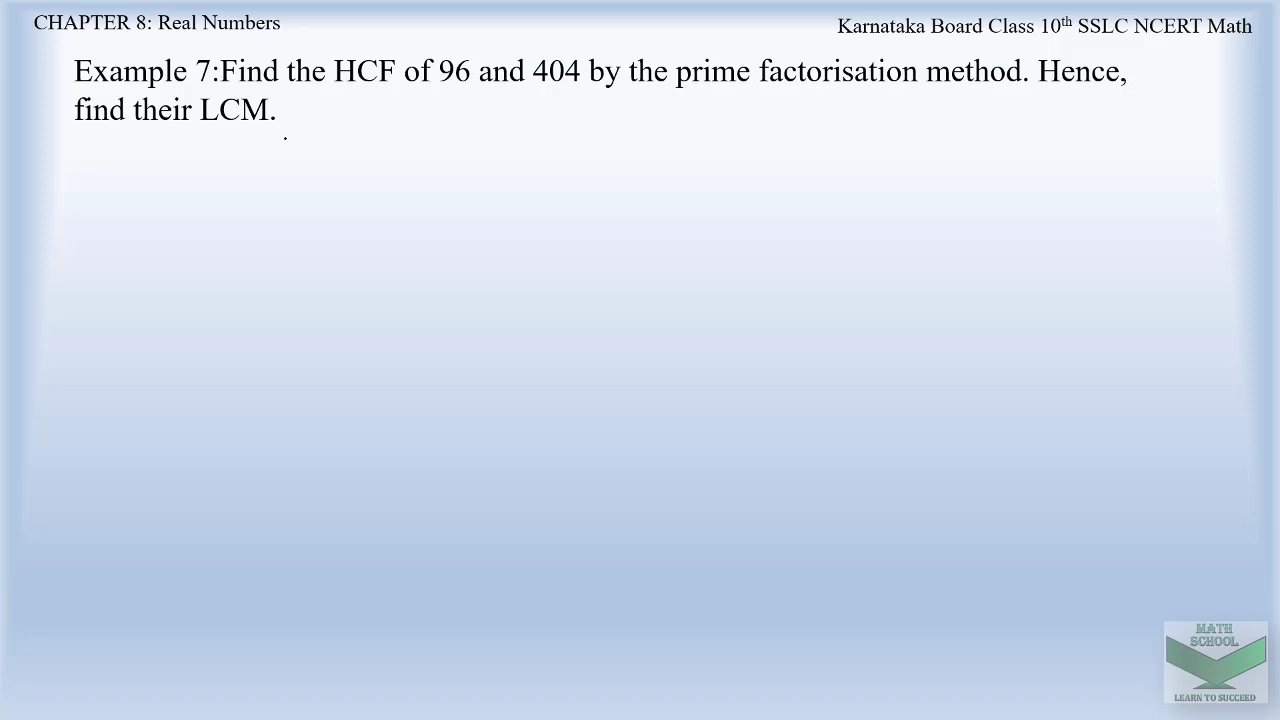 CHAPTER 8: Real Numbers
Karnataka Board Class 10th SSLC NCERT Math
Example 7:Find the HCF of 96 and 404 by the prime factorisation method. Hence,
find their LCM.
MATH
SCHOOL
LEARN TO SUCCEED